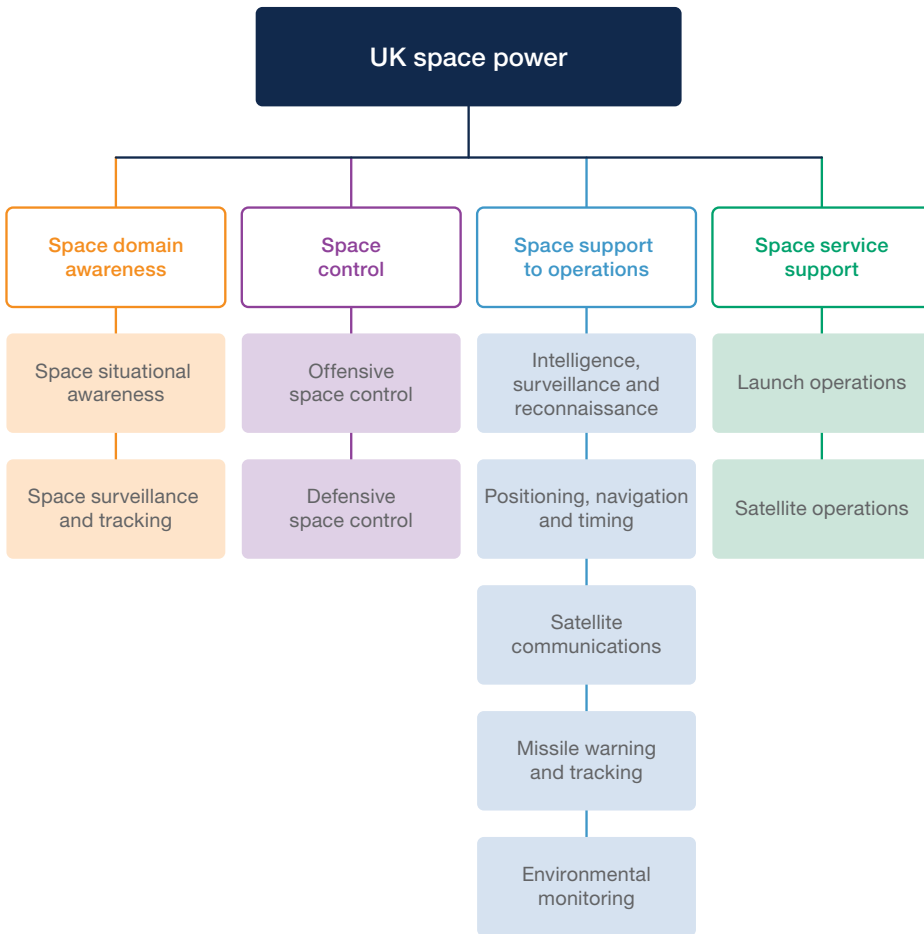 UK space power
Space domain
awareness
Space
control
Space support
to operations
Space service
support
Space situational
awareness
Offensive
space control
Intelligence,
surveillance and
reconnaissance
Launch operations
Space surveillance
and tracking
Defensive
space control
Positioning, navigation
and timing
Satellite operations
Satellite
communications
Missile warning
and tracking
Environmental
monitoring